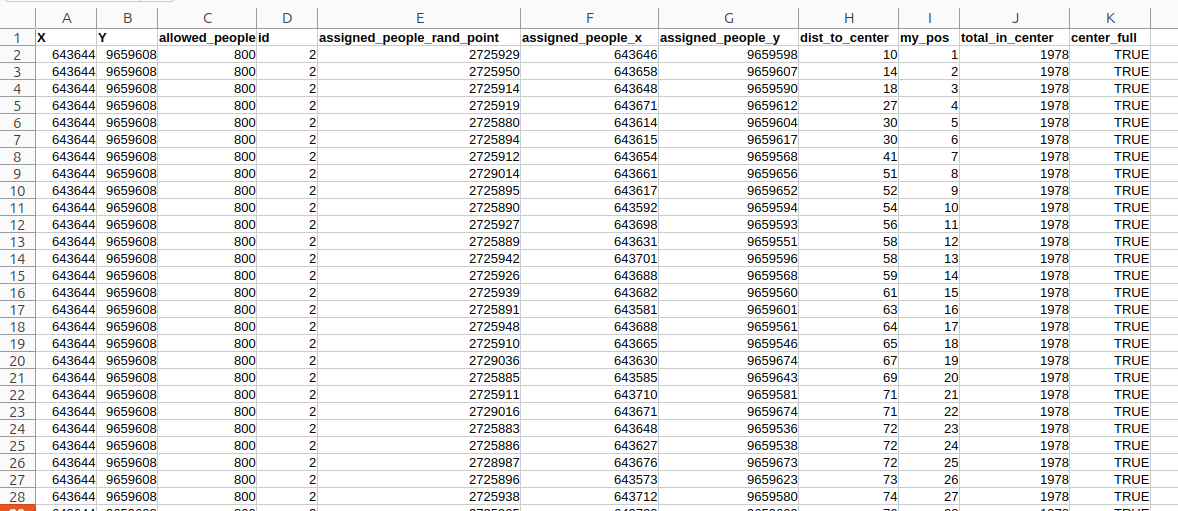 A B C D E F G H I J K
1 X Y allowed_people id assigned_people_rand_point assigned_people_x assigned_people_y dist_to_center my_pos total_in_center center_full
2 643644 9659608 800 2 2725929 643646 9659598 10 1 1978 TRUE
3 643644 9659608 800 2 2725950 643658 9659607 14 2 1978 TRUE
4 643644 9659608 800 2 2725914 643648 9659590 18 3 1978 TRUE
5 643644 9659608 800 2 2725919 643671 9659612 27 4 1978 TRUE
6 643644 9659608 800 2 2725880 643614 9659604 30 5 1978 TRUE
7 643644 9659608 800 2 2725894 643615 9659617 30 6 1978 TRUE
8 643644 9659608 800 2 2725912 643654 9659568 41 7 1978 TRUE
9 643644 9659608 800 2 2729014 643661 9659656 51 8 1978 TRUE
10 643644 9659608 800 2 2725895 643617 9659652 52 9 1978 TRUE
11 643644 9659608 800 2 2725890 643592 9659594 54 10 1978 TRUE
12 643644 9659608 800 2 2725927 643698 9659593 56 11 1978 TRUE
13 643644 9659608 800 2 2725889 643631 9659551 58 12 1978 TRUE
14 643644 9659608 800 2 2725942 643701 9659596 58 13 1978 TRUE
15 643644 9659608 800 2 2725926 643688 9659568 59 14 1978 TRUE
16 643644 9659608 800 2 2725939 643682 9659560 61 15 1978 TRUE
17 643644 9659608 800 2 2725891 643581 9659601 63 16 1978 TRUE
18 643644 9659608 800 2 2725948 643688 9659561 64 17 1978 TRUE
19 643644 9659608 800 2 2725910 643665 9659546 65 18 1978 TRUE
20 643644 9659608 800 2 2729036 643630 9659674 67 19 1978 TRUE
21 643644 9659608 800 2 2725885 643585 9659643 69 20 1978 TRUE
22 643644 9659608 800 2 2725911 643710 9659581 71 21 1978 TRUE
23 643644 9659608 800 2 2729016 643671 9659674 71 22 1978 TRUE
24 643644 9659608 800 2 2725883 643648 9659536 72 23 1978 TRUE
25 643644 9659608 800 2 2725886 643627 9659538 72 24 1978 TRUE
26 643644 9659608 800 2 2728987 643676 9659673 72 25 1978 TRUE
27 643644 9659608 800 2 2725896 643573 9659623 73 26 1978 TRUE
28 643644 9659608 800 2 2725938 643712 9659580 74 27 1978 TRUE